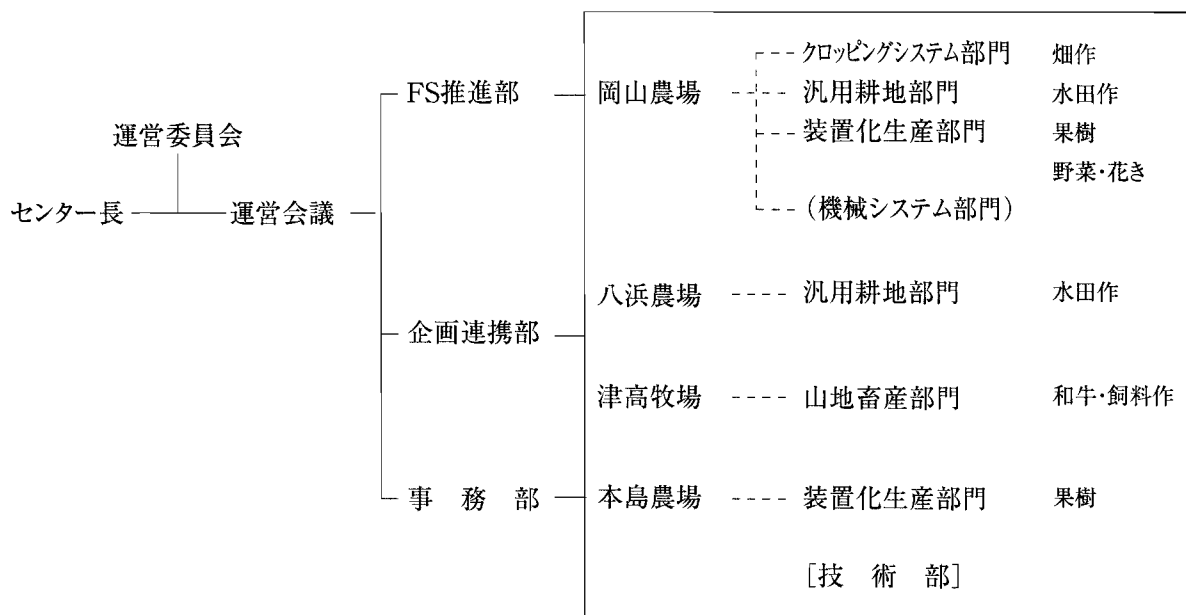 クロッピングシステム部門 畑作
FS推進部 岡山農場 汎用耕地部門 水田作
運営委員会 装置化生産部門 果樹
野菜・花き
センター長 運営会議 (機械システム部門)
八浜農場 汎用耕地部門 水田作
企画連携部
津高牧場 山地畜産部門 和牛・飼料作
事務部 本島農場 装置化生産部門 果樹
[技術部]